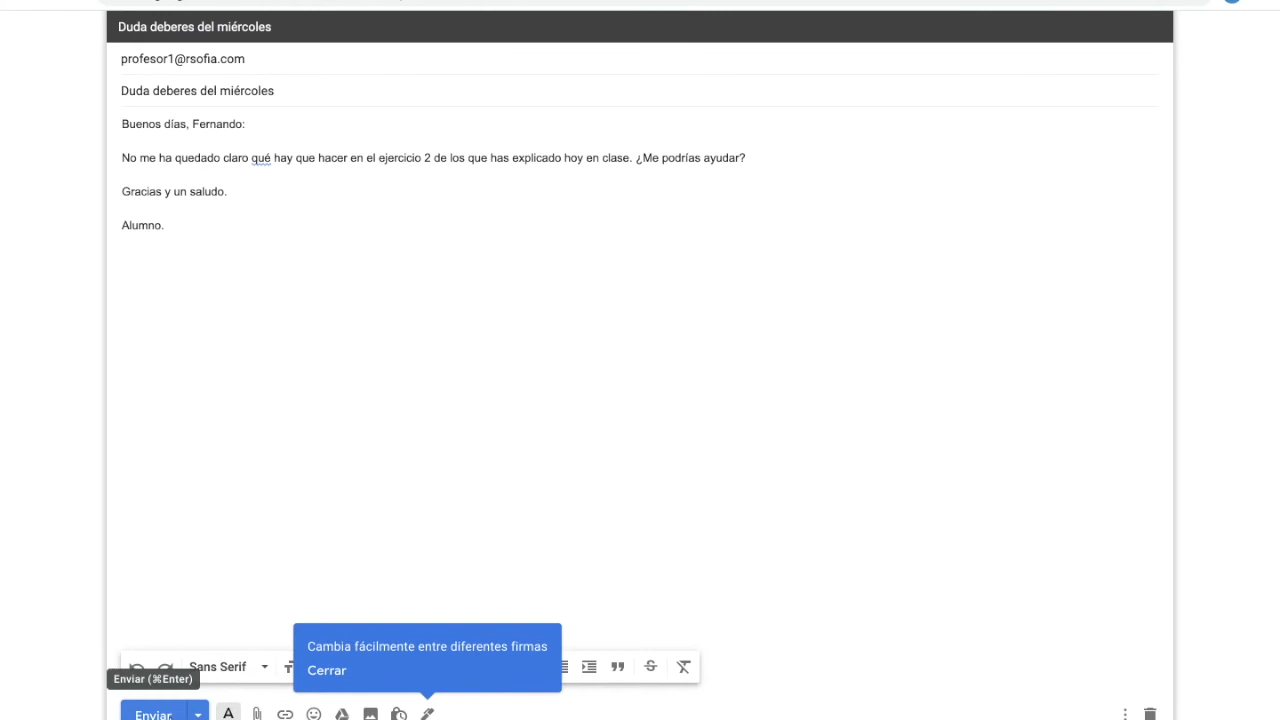 Duda deberes del miércoles
profesor1@rsofia.com
Duda deberes del miércoles
Buenos días, Fernando:
No me ha quedado claro qué hay que hacer en el ejercicio 2 de los que has explicado hoy en clase. ¿Me podrías ayudar?
Gracias y un saludo.
Alumno.
Cambia fácilmente entre diferentes firmas
Cerrar
Sans Serif
Enviar (⌘Enter)
Enviar
A